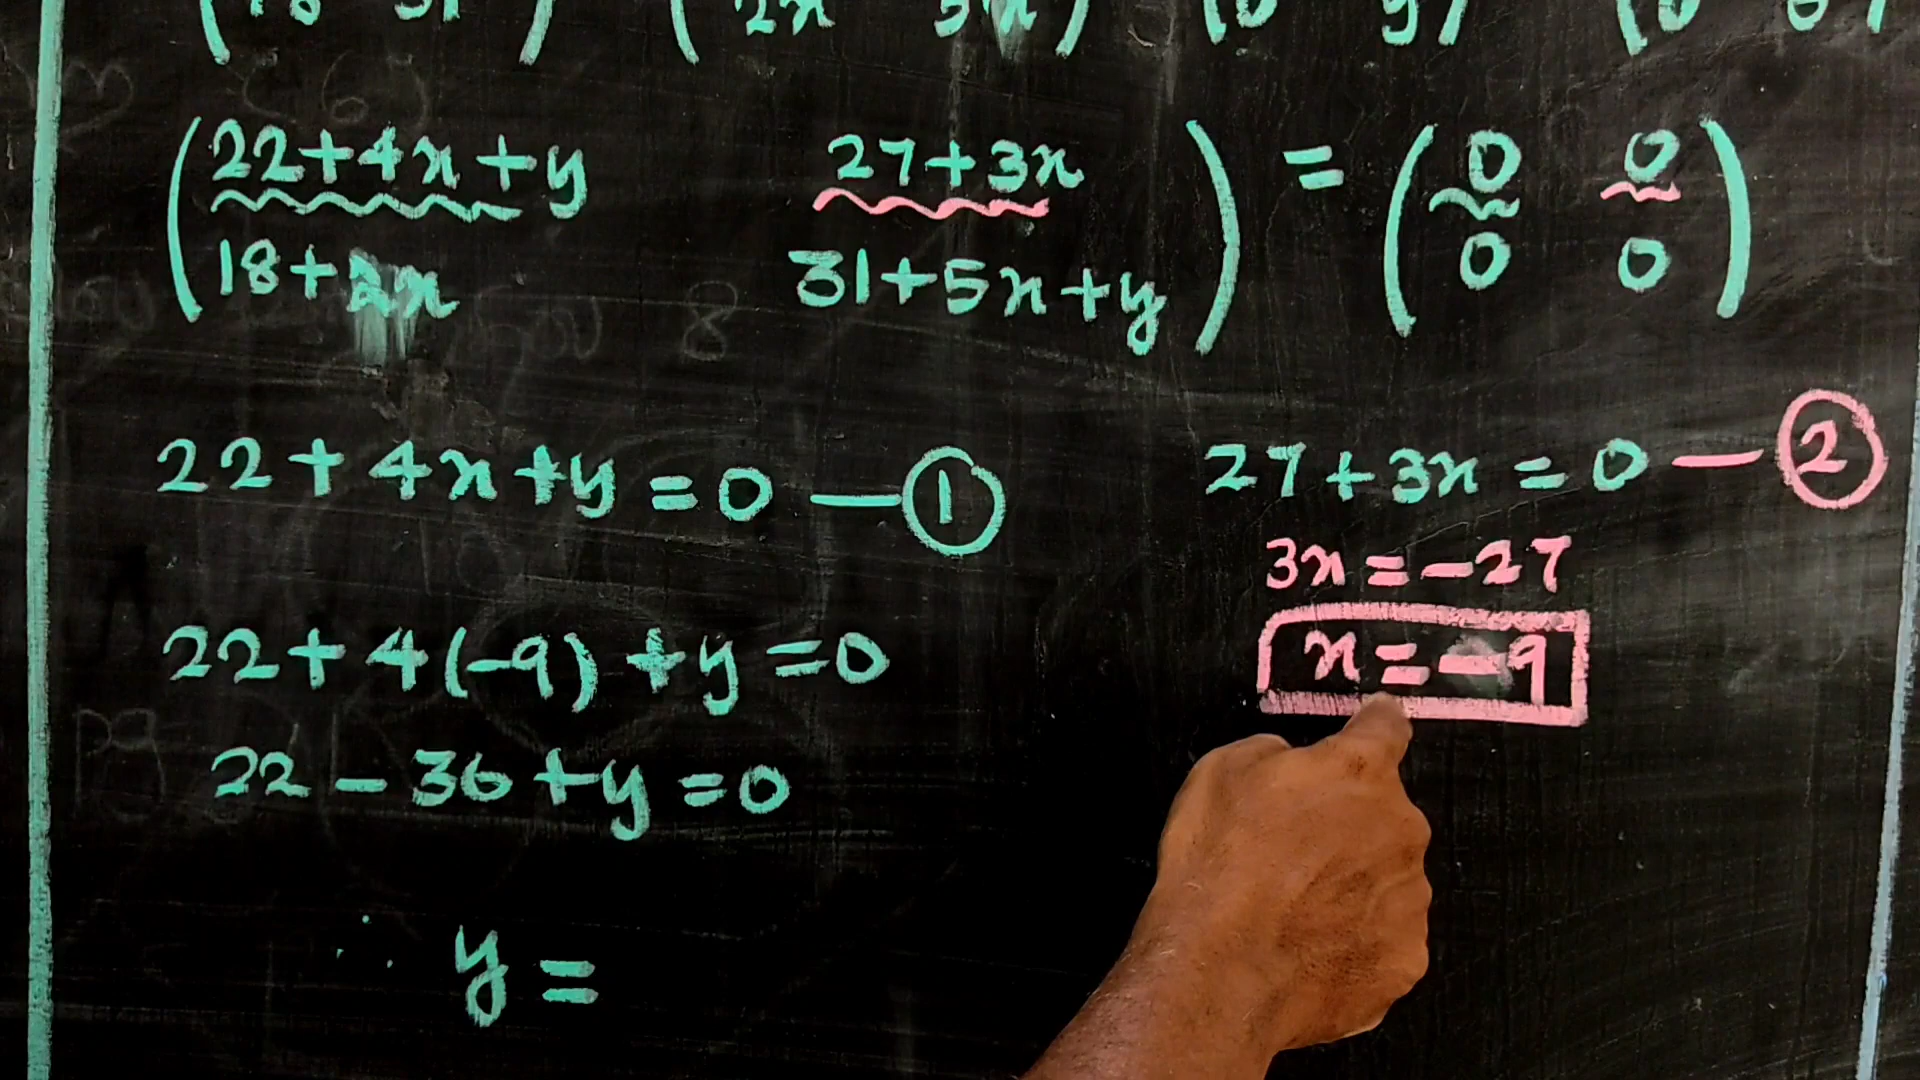 (22+4x+y 27+3x) = (0 0)
(18+2x 31+5x+y) (0 0)
22+4x+y=0 — ①
27+3x=0 — ②
3x=-27
x=-9
22+4(-9)+y=0
22-36+y=0
∴ y=